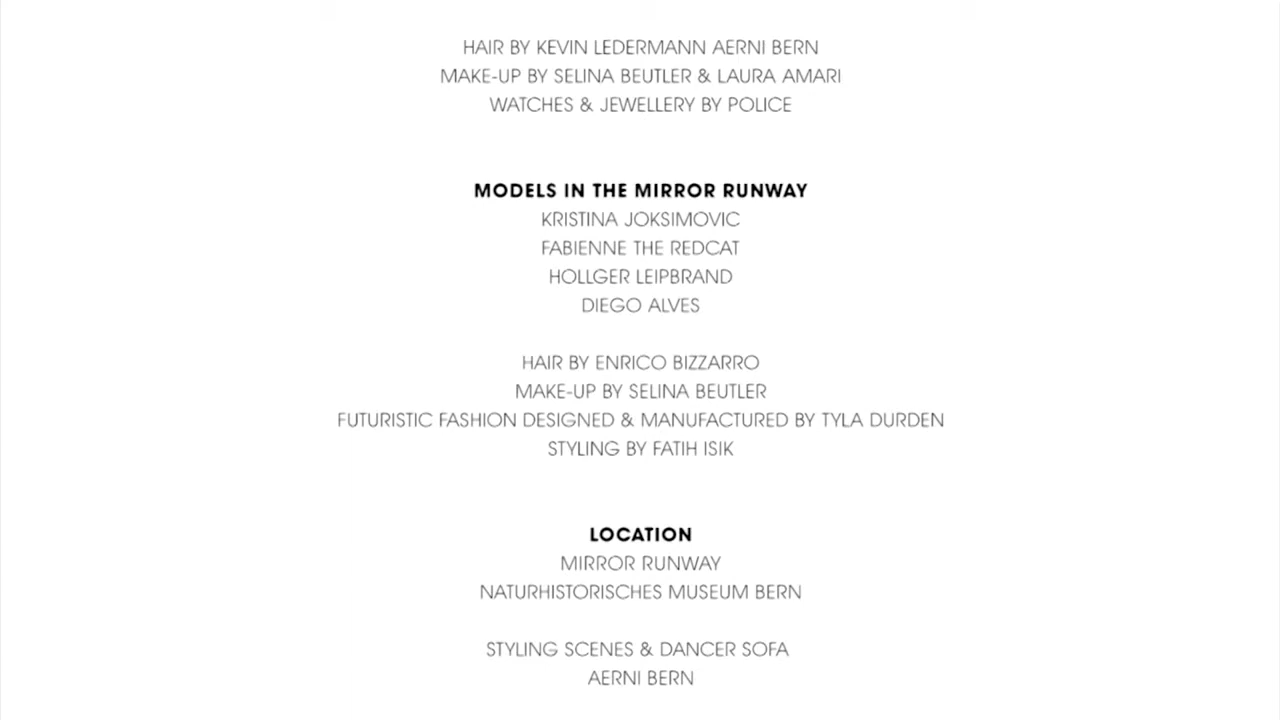 HAIR BY KEVIN LEDERMANN AERNI BERN
MAKE-UP BY SELINA BEUTLER & LAURA AMARI
WATCHES & JEWELLERY BY POLICE
MODELS IN THE MIRROR RUNWAY
KRISTINA JOKSIMOVIC
FABIENNE THE REDCAT
HOLLGER LEIPBRAND
DIEGO ALVES
HAIR BY ENRICO BIZZARRO
MAKE-UP BY SELINA BEUTLER
FUTURISTIC FASHION DESIGNED & MANUFACTURED BY TYLA DURDEN
STYLING BY FATIH ISIK
LOCATION
MIRROR RUNWAY
NATURHISTORISCHES MUSEUM BERN
STYLING SCENES & DANCER SOFA
AERNI BERN